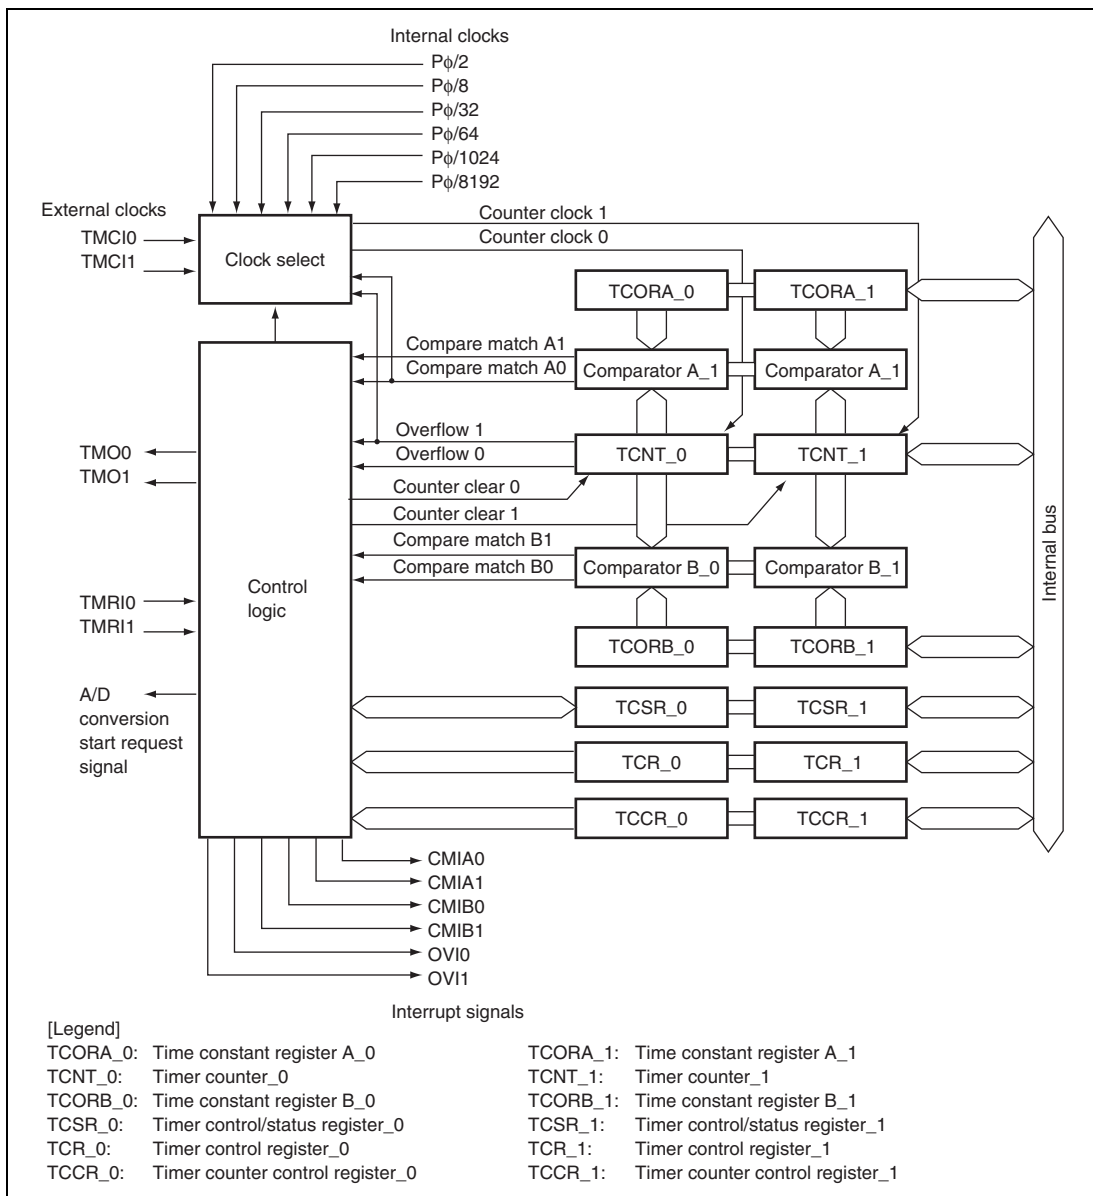 Internal clocks
Pϕ/2
Pϕ/8
Pϕ/32
Pϕ/64
Pϕ/1024
Pϕ/8192
External clocks
TMCI0
TMCI1
Clock select
Counter clock 1
Counter clock 0
TCORA_0
TCORA_1
Compare match A1
Compare match A0
Comparator A_1
Comparator A_1
TMO0
TMO1
Overflow 1
Overflow 0
TCNT_0
TCNT_1
Counter clear 0
Counter clear 1
Compare match B1
Compare match B0
Comparator B_0
Comparator B_1
Control
logic
Internal bus
TMRI0
TMRI1
TCORB_0
TCORB_1
A/D
conversion
start request
signal
TCSR_0
TCSR_1
TCR_0
TCR_1
TCCR_0
TCCR_1
CMIA0
CMIA1
CMIB0
CMIB1
OVI0
OVI1
Interrupt signals
[Legend]
TCORA_0: Time constant register A_0
TCNT_0: Timer counter_0
TCORB_0: Time constant register B_0
TCSR_0: Timer control/status register_0
TCR_0: Timer control register_0
TCCR_0: Timer counter control register_0
TCORA_1: Time constant register A_1
TCNT_1: Timer counter_1
TCORB_1: Time constant register B_1
TCSR_1: Timer control/status register_1
TCR_1: Timer control register_1
TCCR_1: Timer counter control register_1